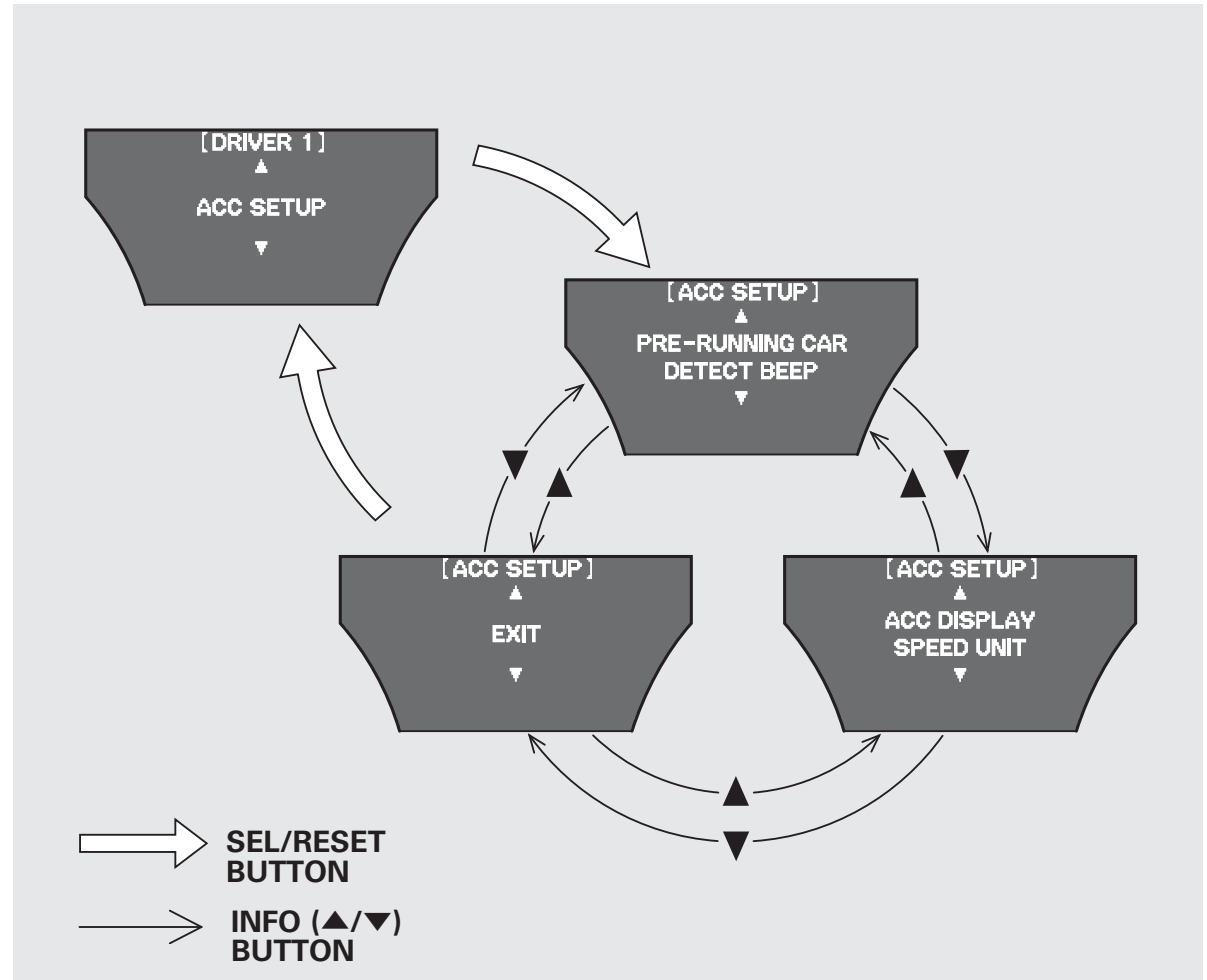 [DRIVER 1]
▲
ACC SETUP
▼
[ACC SETUP]
▲
PRE-RUNNING CAR
DETECT BEEP
▼
▼
▲
▲
▼
[ACC SETUP]
▲
EXIT
▼
[ACC SETUP]
▲
ACC DISPLAY
SPEED UNIT
▼
▲
▼
SEL/RESET
BUTTON
INFO (▲/▼)
BUTTON